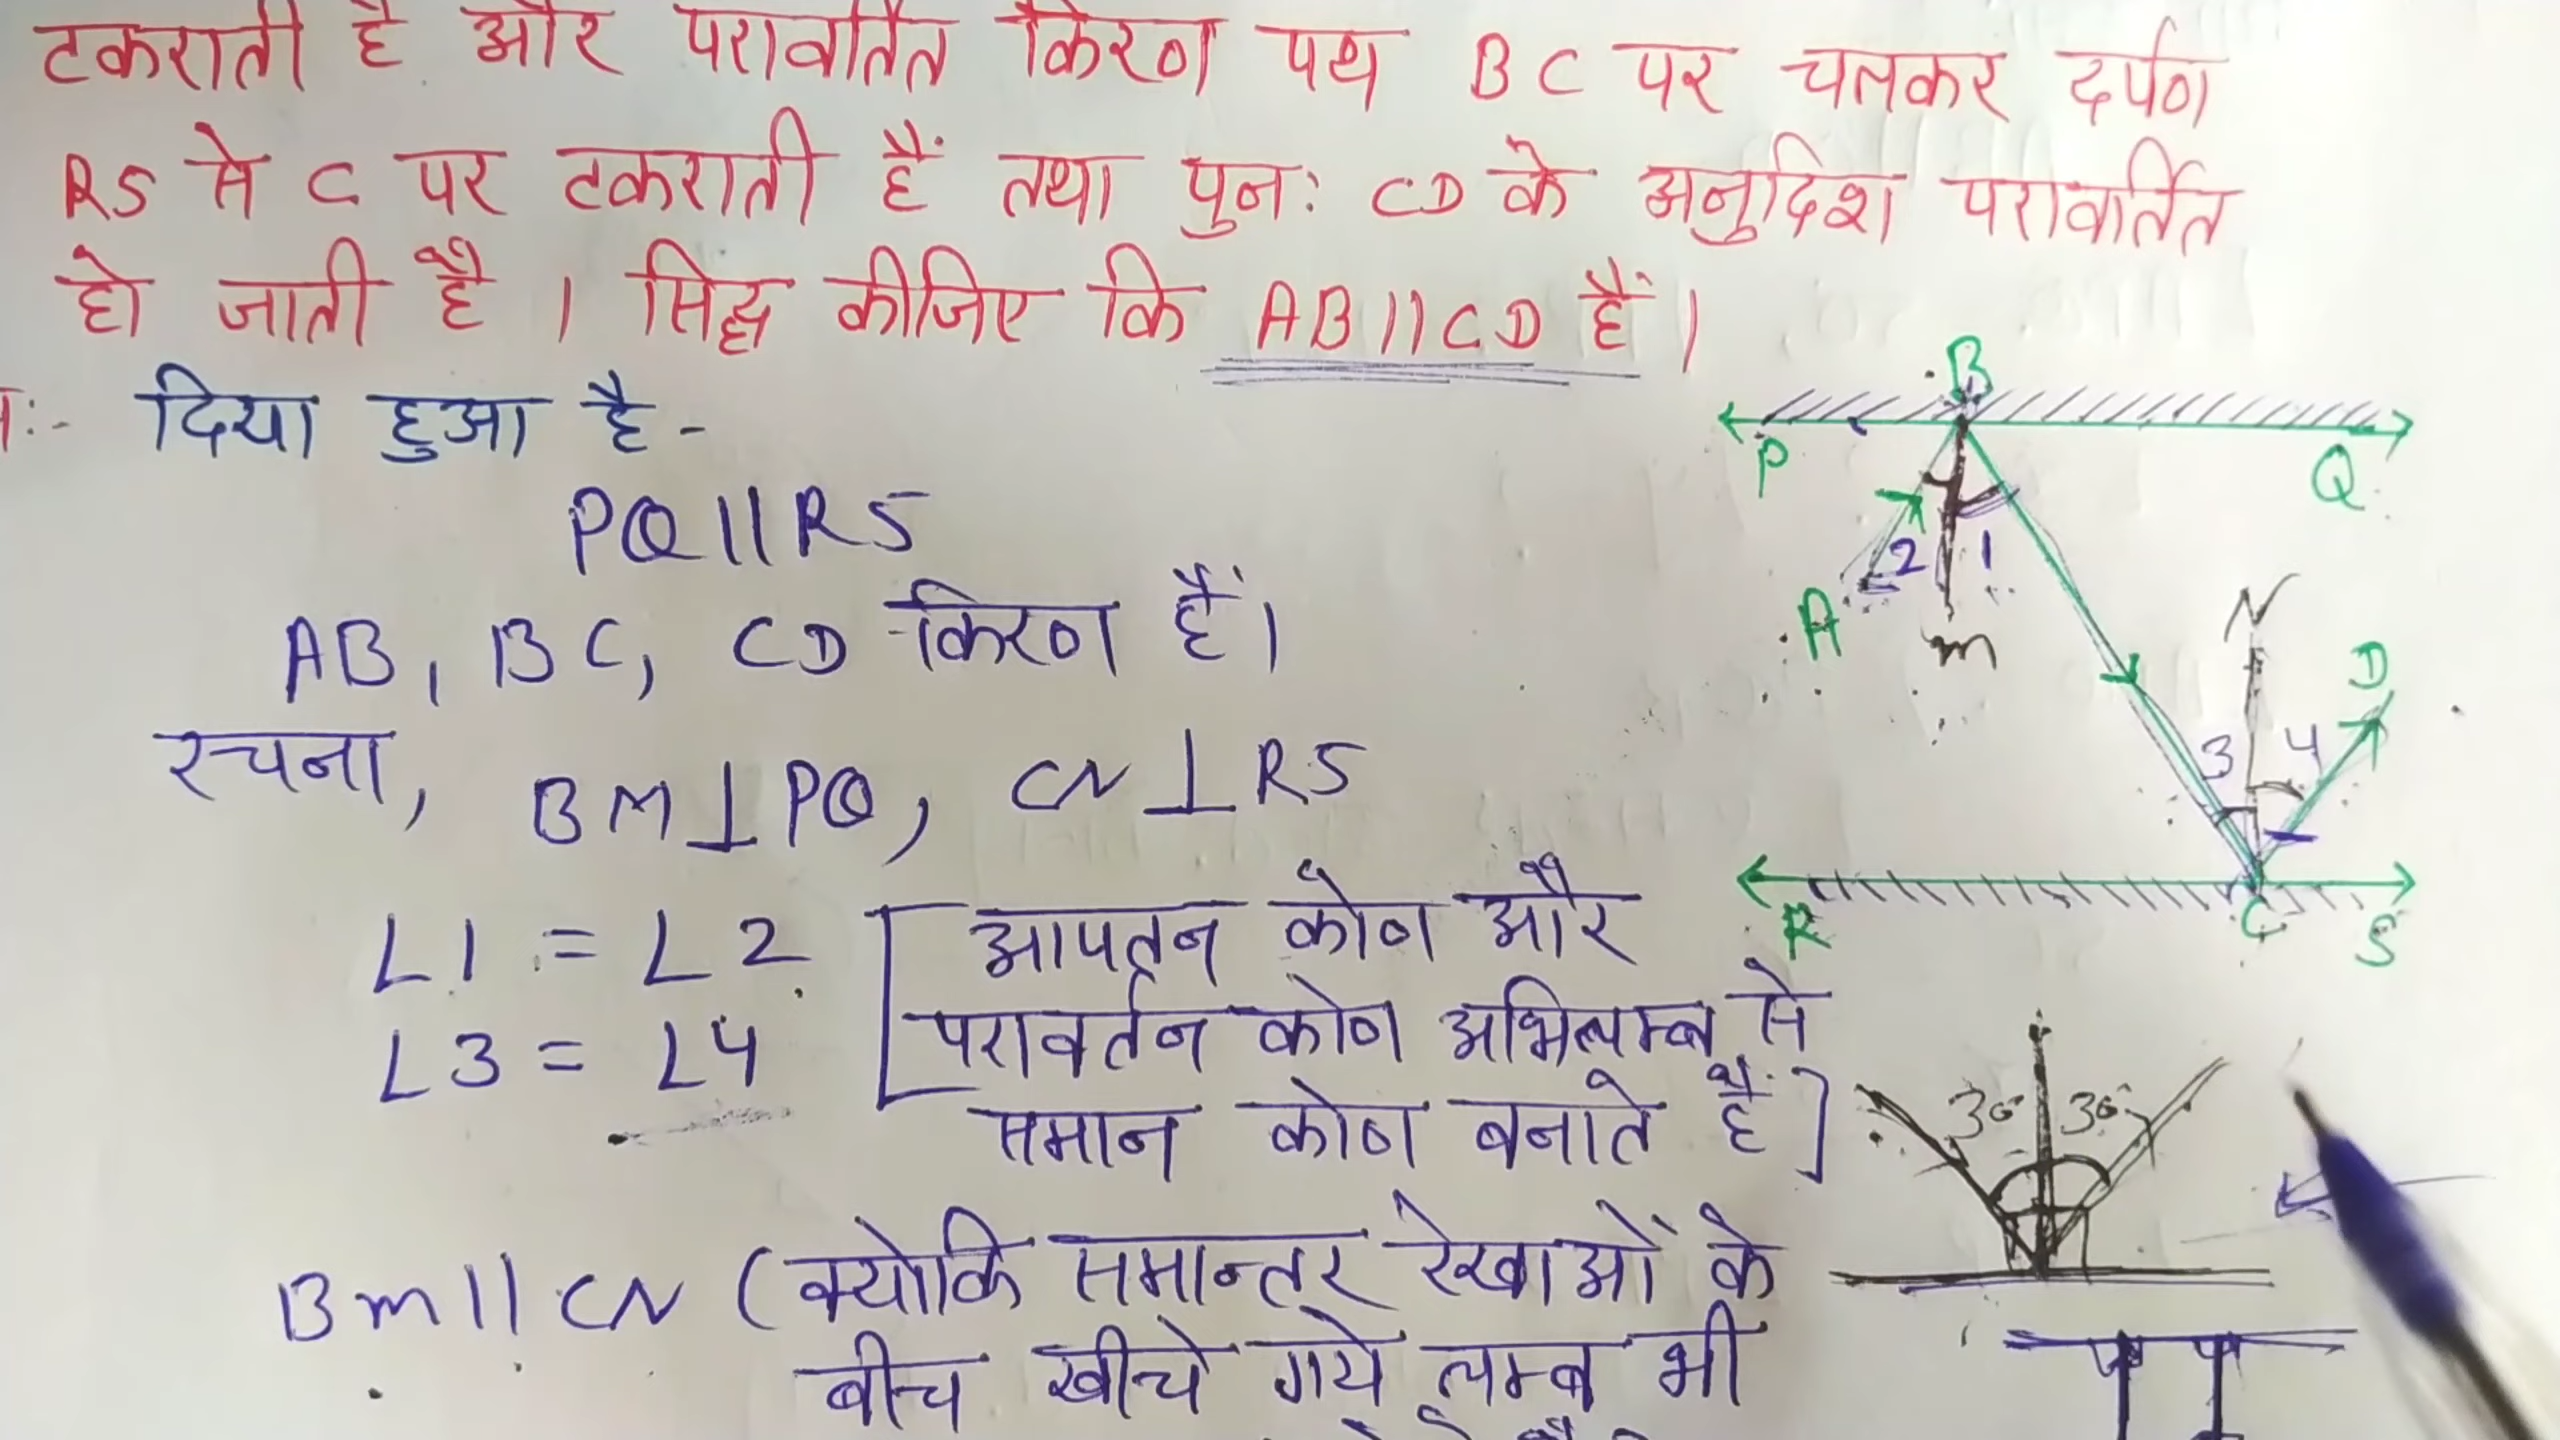 टकराती है और परावर्तित किरण पथ BC पर चलकर दर्पण
RS से C पर टकराती हैं तथा पुनः CD के अनुदिश परावर्तित
हो जाती है । सिद्ध कीजिए कि AB||CD हैं ।
:- दिया हुआ है -
PQ||RS
AB, BC, CD किरण हैं ।
रचना, BM⊥PQ, CN⊥RS
∠1 = ∠2 [आपतन कोण और
∠3 = ∠4 परावर्तन कोण अभिलम्ब से
समान कोण बनाते हैं]
Bm||CN (क्योकि समान्तर रेखाओं के
बीच खीचे गये लम्ब भी
B
P
Q
2
1
A
m
N
D
3
4
R
C
S
30°
30°